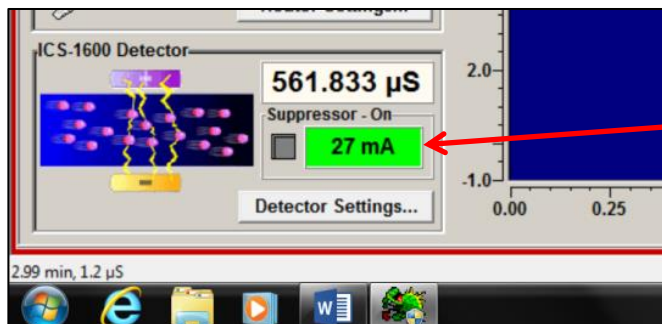 ICS-1600 Detector
561.833 µS
Suppressor - On
27 mA
Detector Settings...
2.0
-1.0
0.00 0.25
2.99 min, 1.2 µS